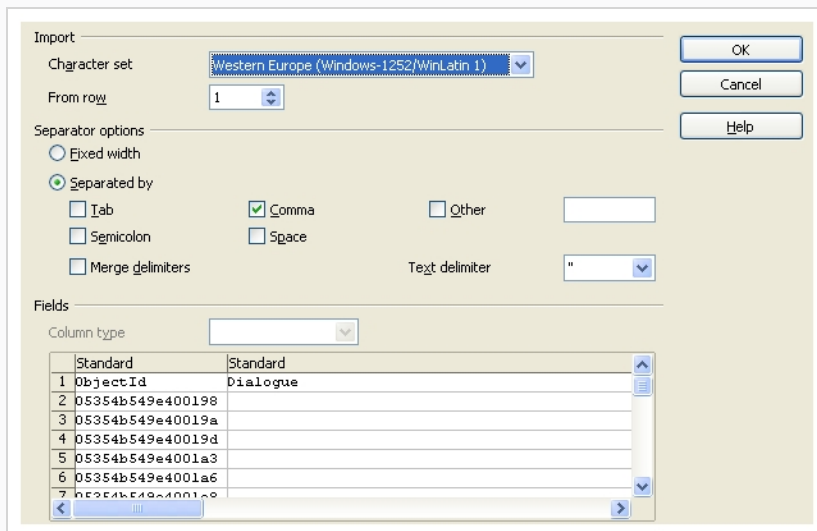 Import
Character set Western Europe (Windows-1252/WinLatin 1)
From row 1
OK
Cancel
Help
Separator options
Fixed width
Separated by
Tab Comma Other
Semicolon Space
Merge delimiters Text delimiter "
Fields
Column type
Standard Standard
1 ObjectId Dialogue
2 05354b549e400198
3 05354b549e40019a
4 05354b549e40019d
5 05354b549e4001a3
6 05354b549e4001a6
7 05354b549e4001a8